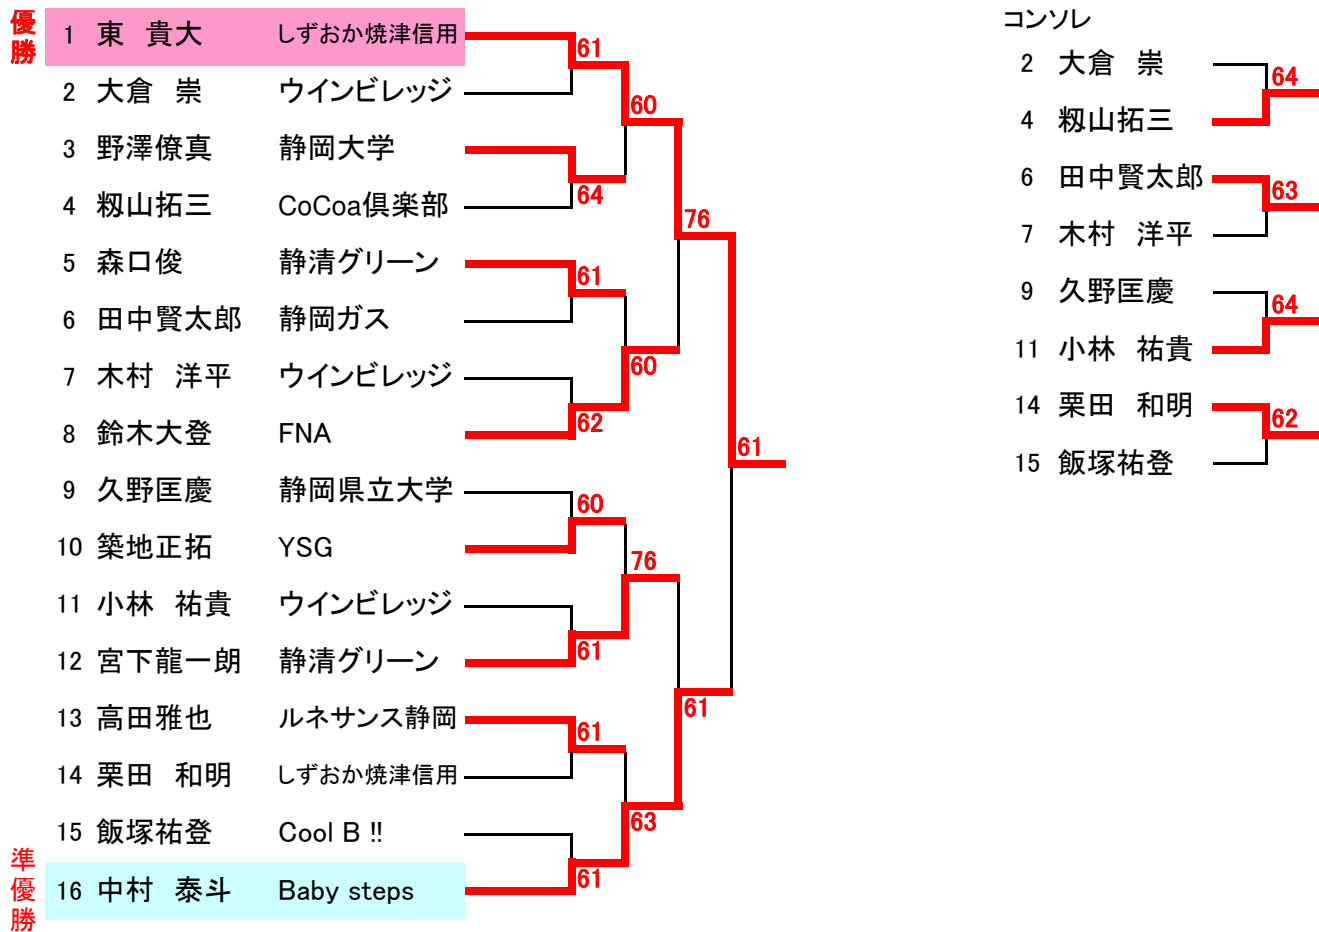 優勝
1 東 貴大 しずおか焼津信用
2 大倉 崇 ウインビレッジ
3 野澤僚真 静岡大学
4 籾山拓三 CoCoa倶楽部
5 森口俊 静清グリーン
6 田中賢太郎 静岡ガス
7 木村 洋平 ウインビレッジ
8 鈴木大登 FNA
9 久野匡慶 静岡県立大学
10 築地正拓 YSG
11 小林 祐貴 ウインビレッジ
12 宮下龍一朗 静清グリーン
13 高田雅也 ルネサンス静岡
14 栗田 和明 しずおか焼津信用
15 飯塚祐登 Cool B !!
準優勝
16 中村 泰斗 Baby steps
61
64
61
62
60
61
61
61
60
60
76
63
76
61
61
コンソレ
2 大倉 崇
4 籾山拓三
64
6 田中賢太郎
7 木村 洋平
63
9 久野匡慶
11 小林 祐貴
64
14 栗田 和明
15 飯塚祐登
62